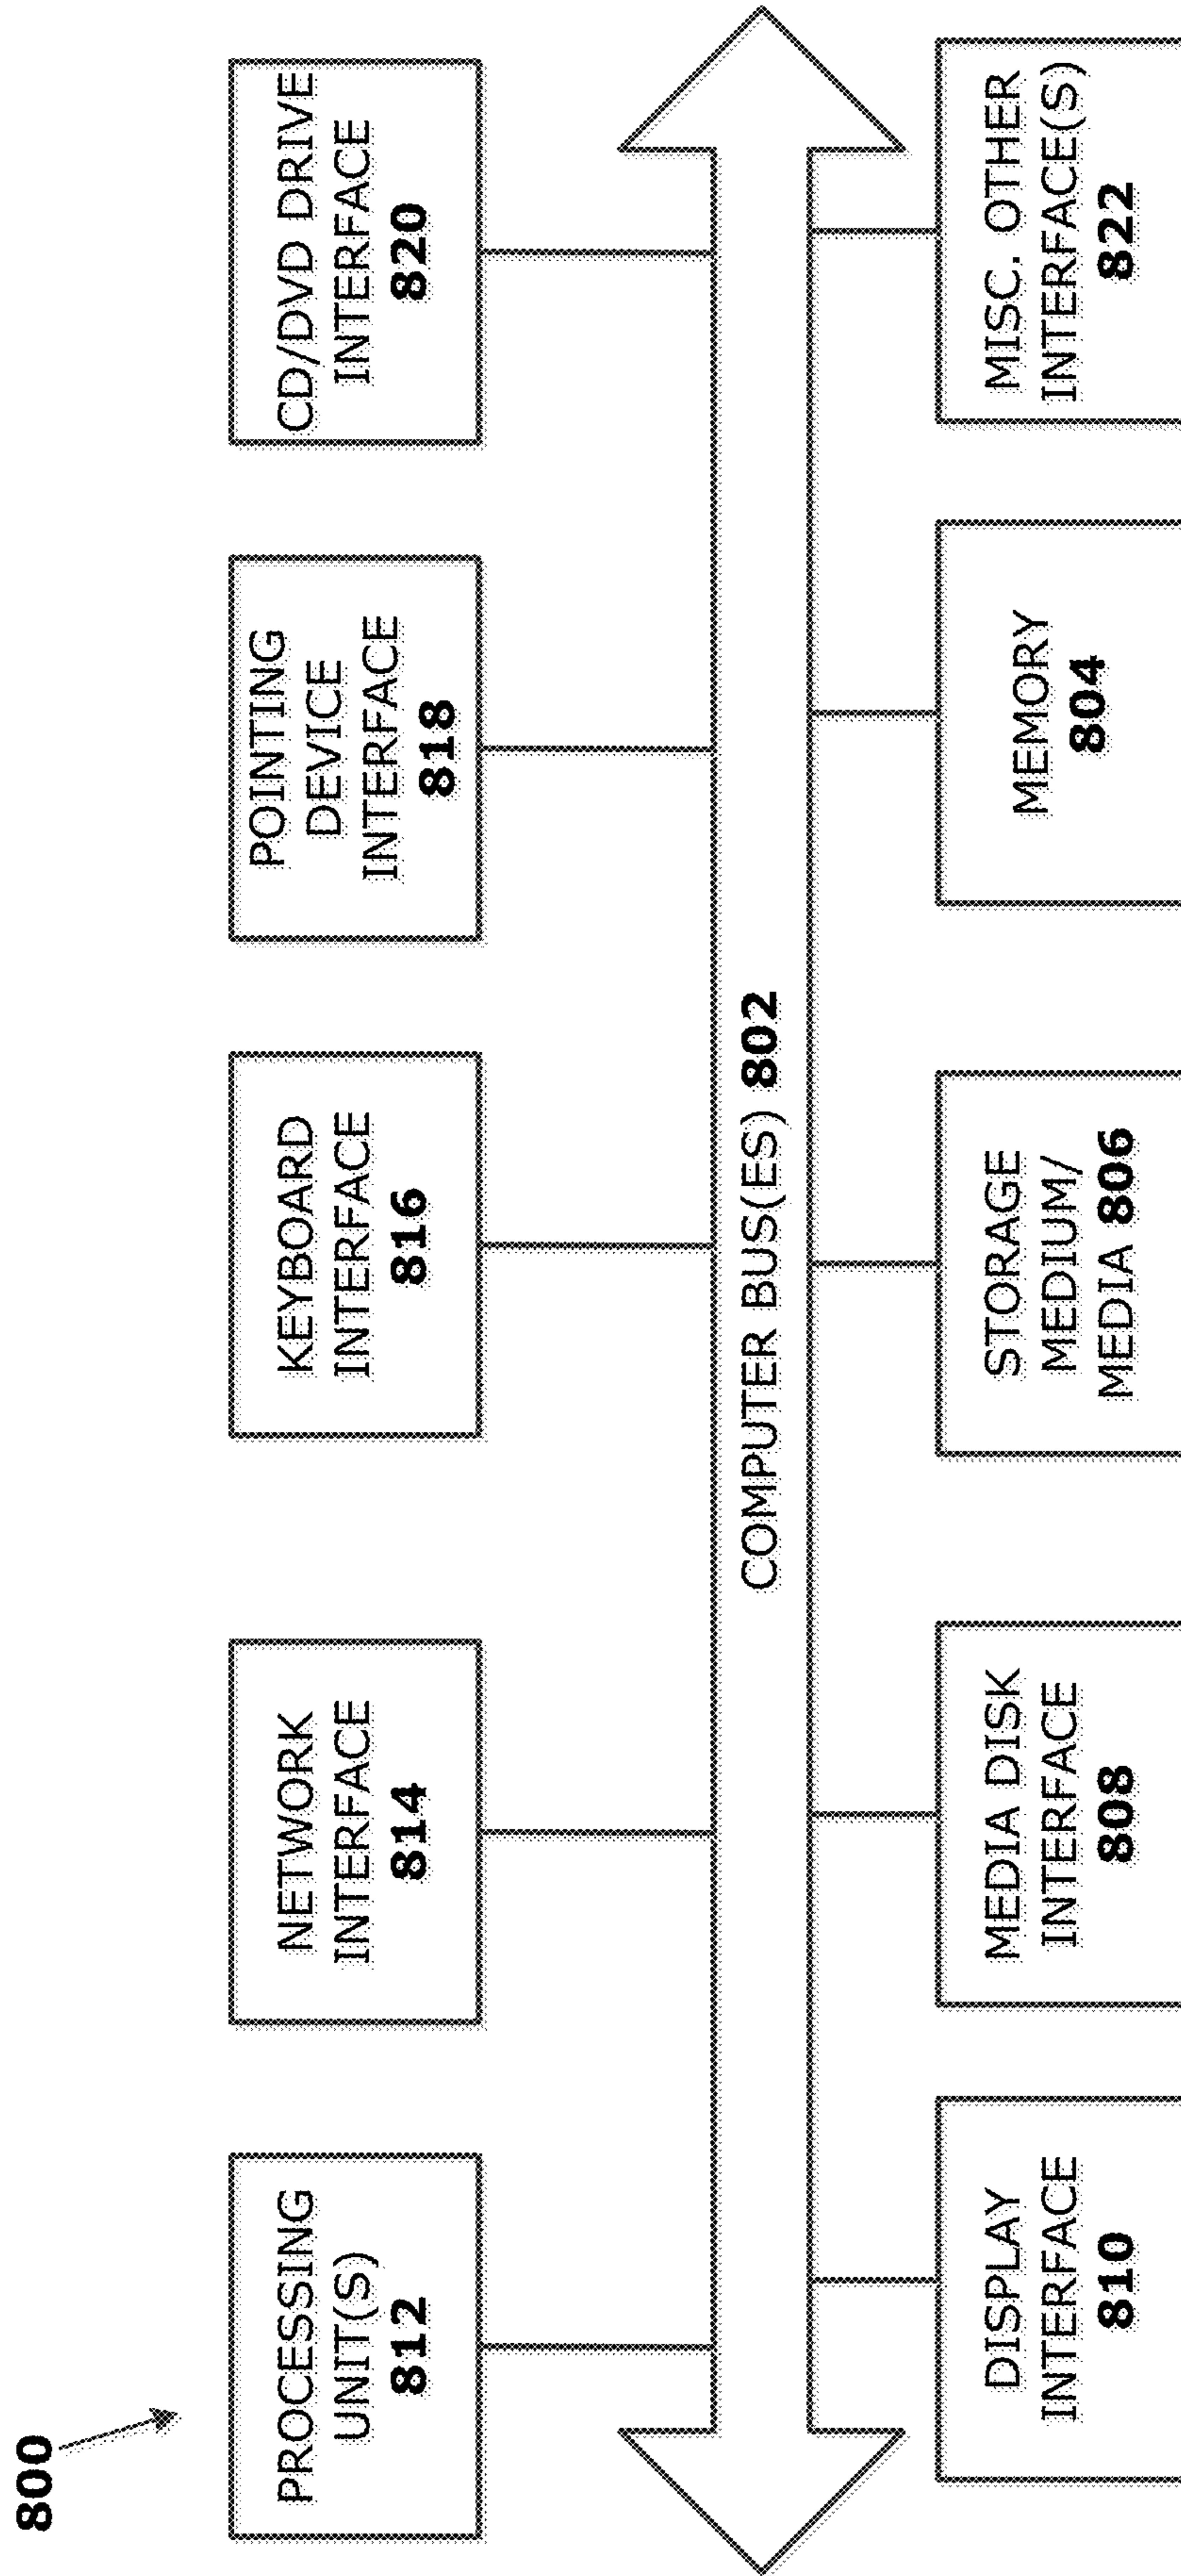 800
PROCESSING
UNIT(S)
812
NETWORK
INTERFACE
814
KEYBOARD
INTERFACE
816
POINTING
DEVICE
INTERFACE
818
CD/DVD DRIVE
INTERFACE
820
COMPUTER BUS(ES) 802
DISPLAY
INTERFACE
810
MEDIA DISK
INTERFACE
808
STORAGE
MEDIUM/
MEDIA 806
MEMORY
804
MISC. OTHER
INTERFACE(S)
822